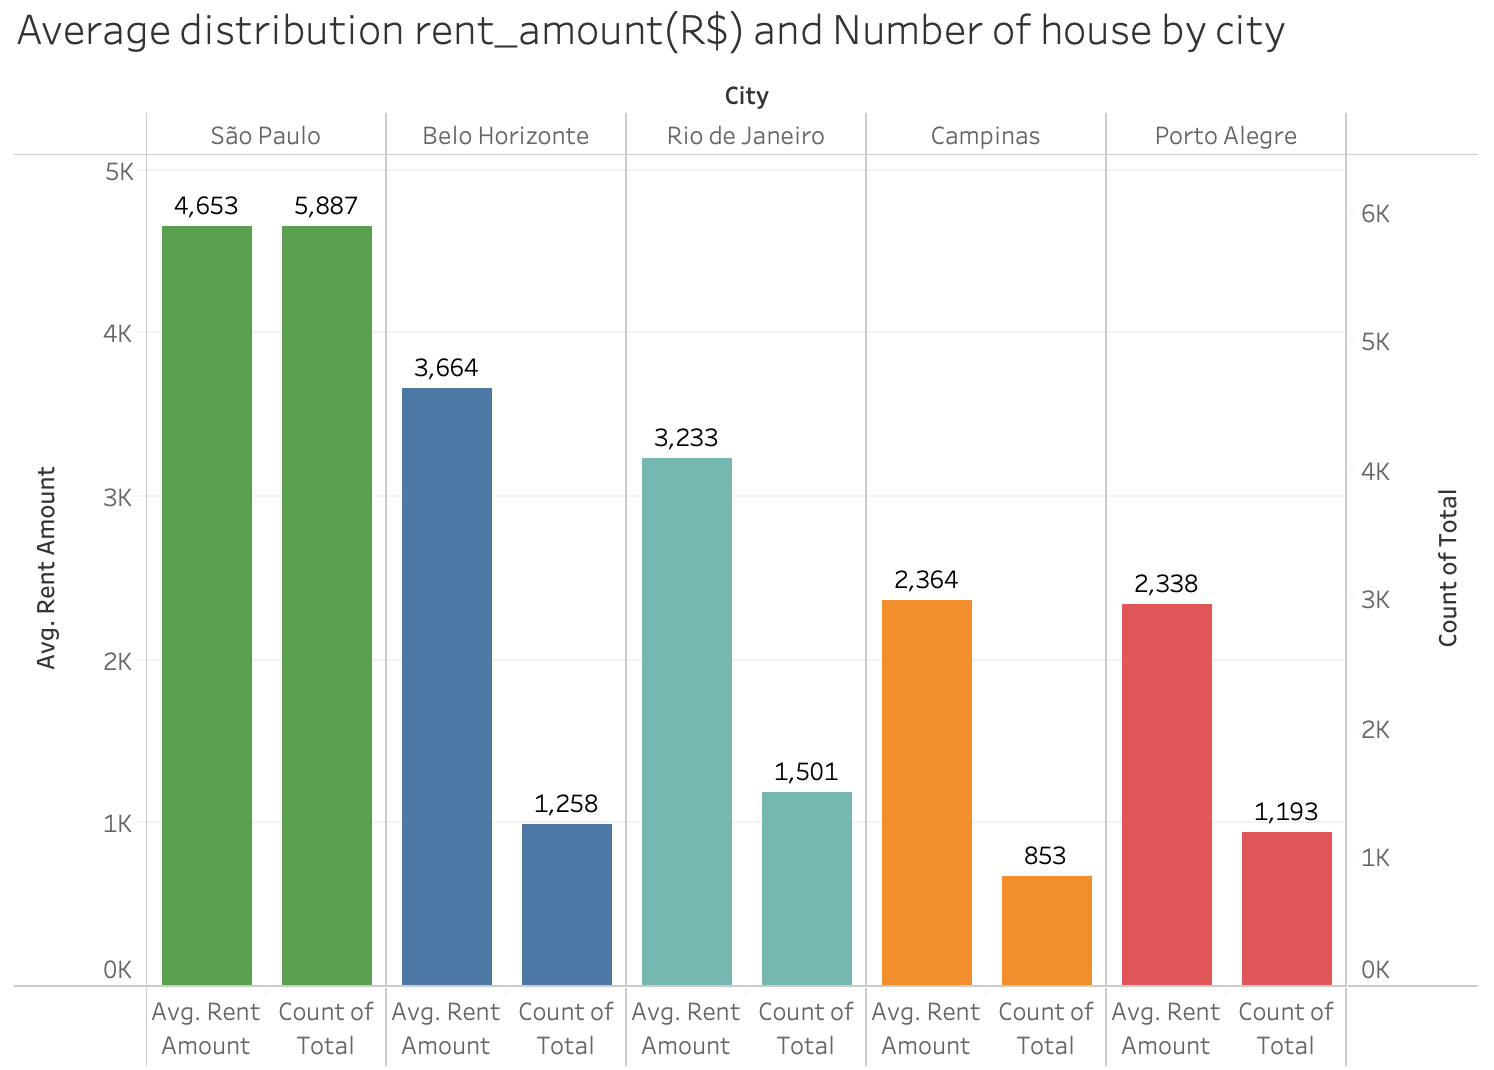 Average distribution rent_amount(R$) and Number of house by city
City
São Paulo Belo Horizonte Rio de Janeiro Campinas Porto Alegre
5K
4,653 5,887
6K
4K
5K
3,664
3,233
Avg. Rent Amount
3K
4K
Count of Total
2,364 2,338
3K
2K
2K
1,258 1,501 853 1,193
1K
1K
0K 0K
Avg. Rent Count of Avg. Rent Count of Avg. Rent Count of Avg. Rent Count of Avg. Rent Count of
Amount Total Amount Total Amount Total Amount Total Amount Total